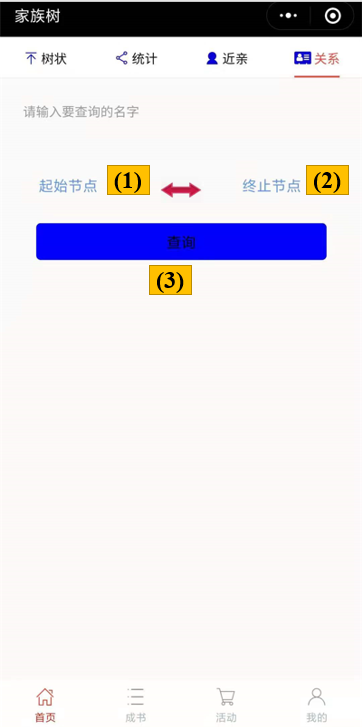 家族树
树状 统计 近亲 关系
请输入要查询的名字
起始节点 (1) 终止节点 (2)
查询
(3)
首页 成书 活动 我的